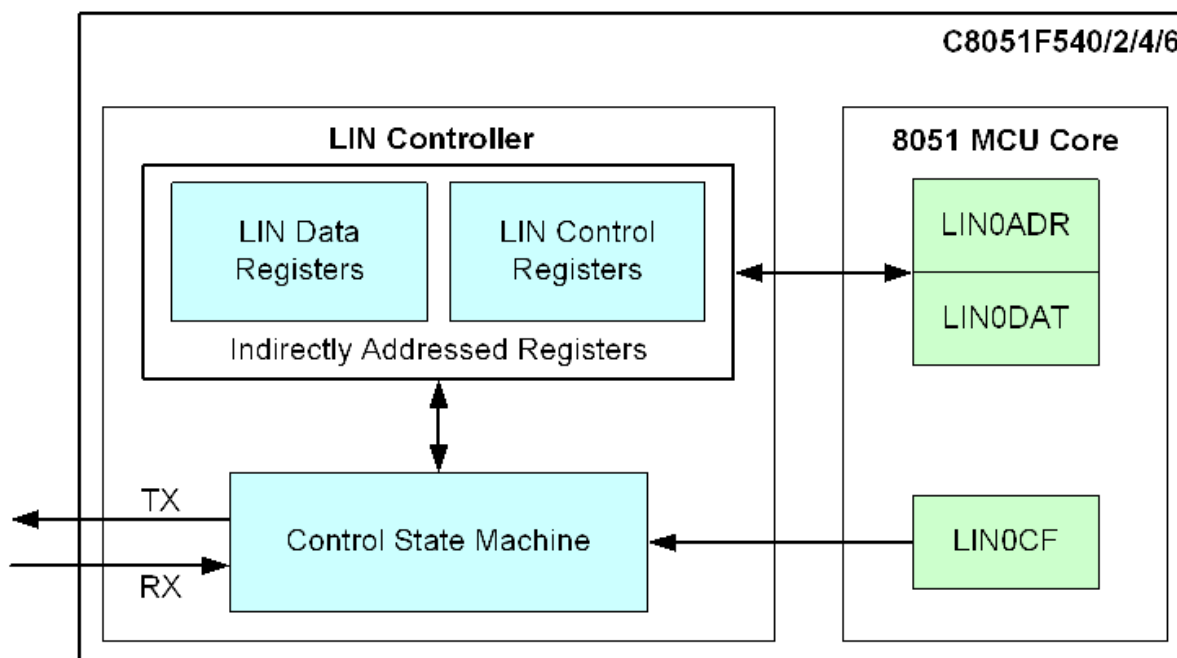 C8051F540/2/4/6
LIN Controller
8051 MCU Core
LIN Data
Registers
LIN Control
Registers
LIN0ADR
LIN0DAT
Indirectly Addressed Registers
TX
Control State Machine
LIN0CF
RX